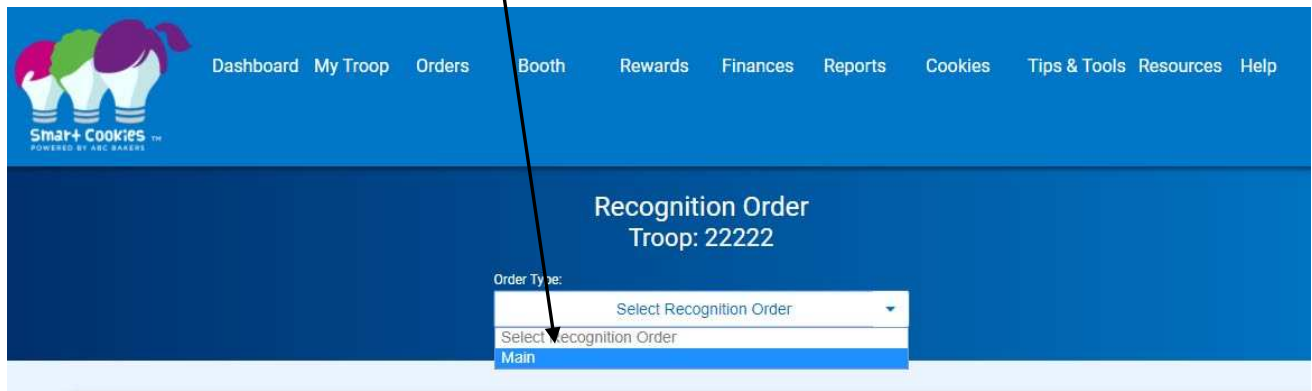 Dashboard My Troop Orders Booth Rewards Finances Reports Cookies Tips & Tools Resources Help
Smart Cookies TM
POWERED BY ABC BAKERS
Recognition Order
Troop: 22222
Order Type:
Select Recognition Order
Select Recognition Order
Main